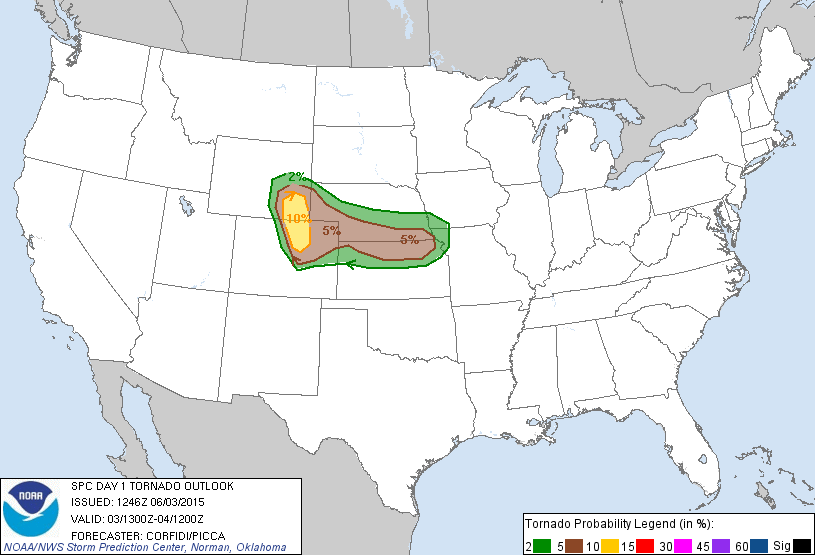 2%
10%
5%
5%
NOAA
SPC DAY 1 TORNADO OUTLOOK
ISSUED: 1246Z 06/03/2015
VALID: 03/1300Z-04/1200Z
FORECASTER: CORFIDI/PICCA
NOAA/NWS Storm Prediction Center, Norman, Oklahoma
Tornado Probability Legend (in %):
2 5 10 15 30 45 60 Sig